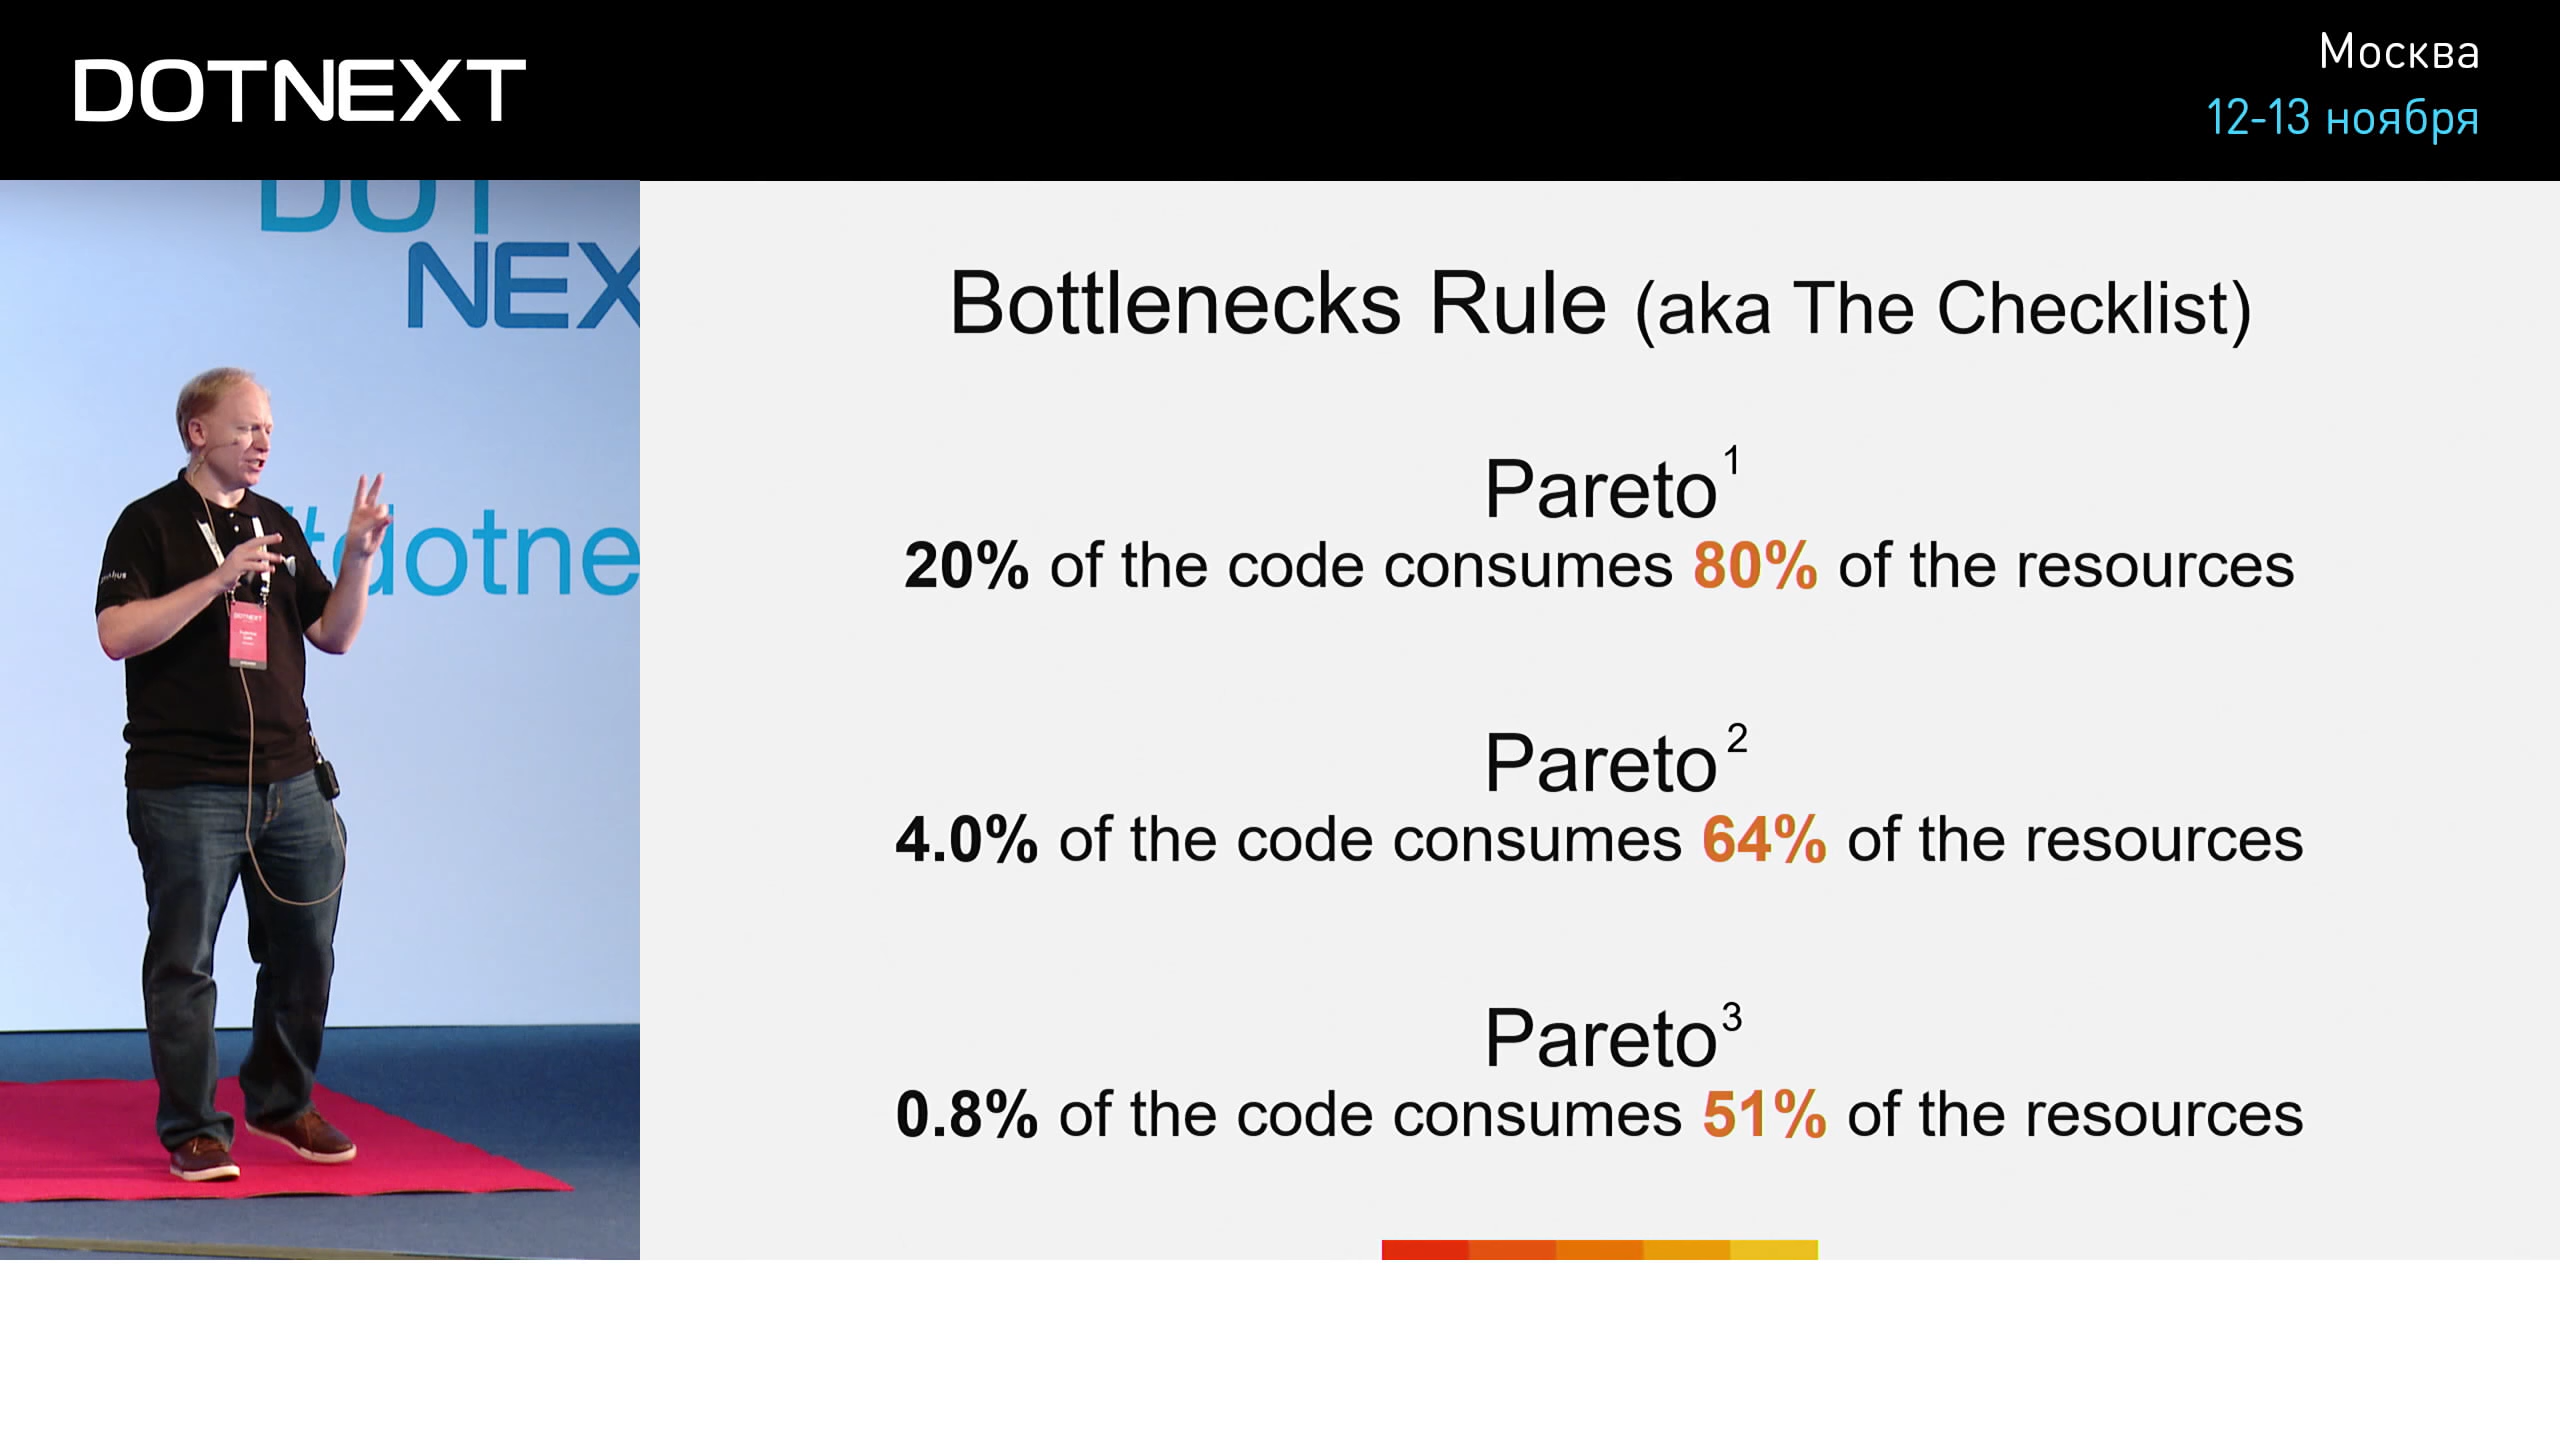 DOTNEXT
Москва
12-13 ноября
DOT
NEX
#dotne
DOTNEXT
Bottlenecks Rule (aka The Checklist)
Pareto¹
20% of the code consumes 80% of the resources
Pareto²
4.0% of the code consumes 64% of the resources
Pareto³
0.8% of the code consumes 51% of the resources